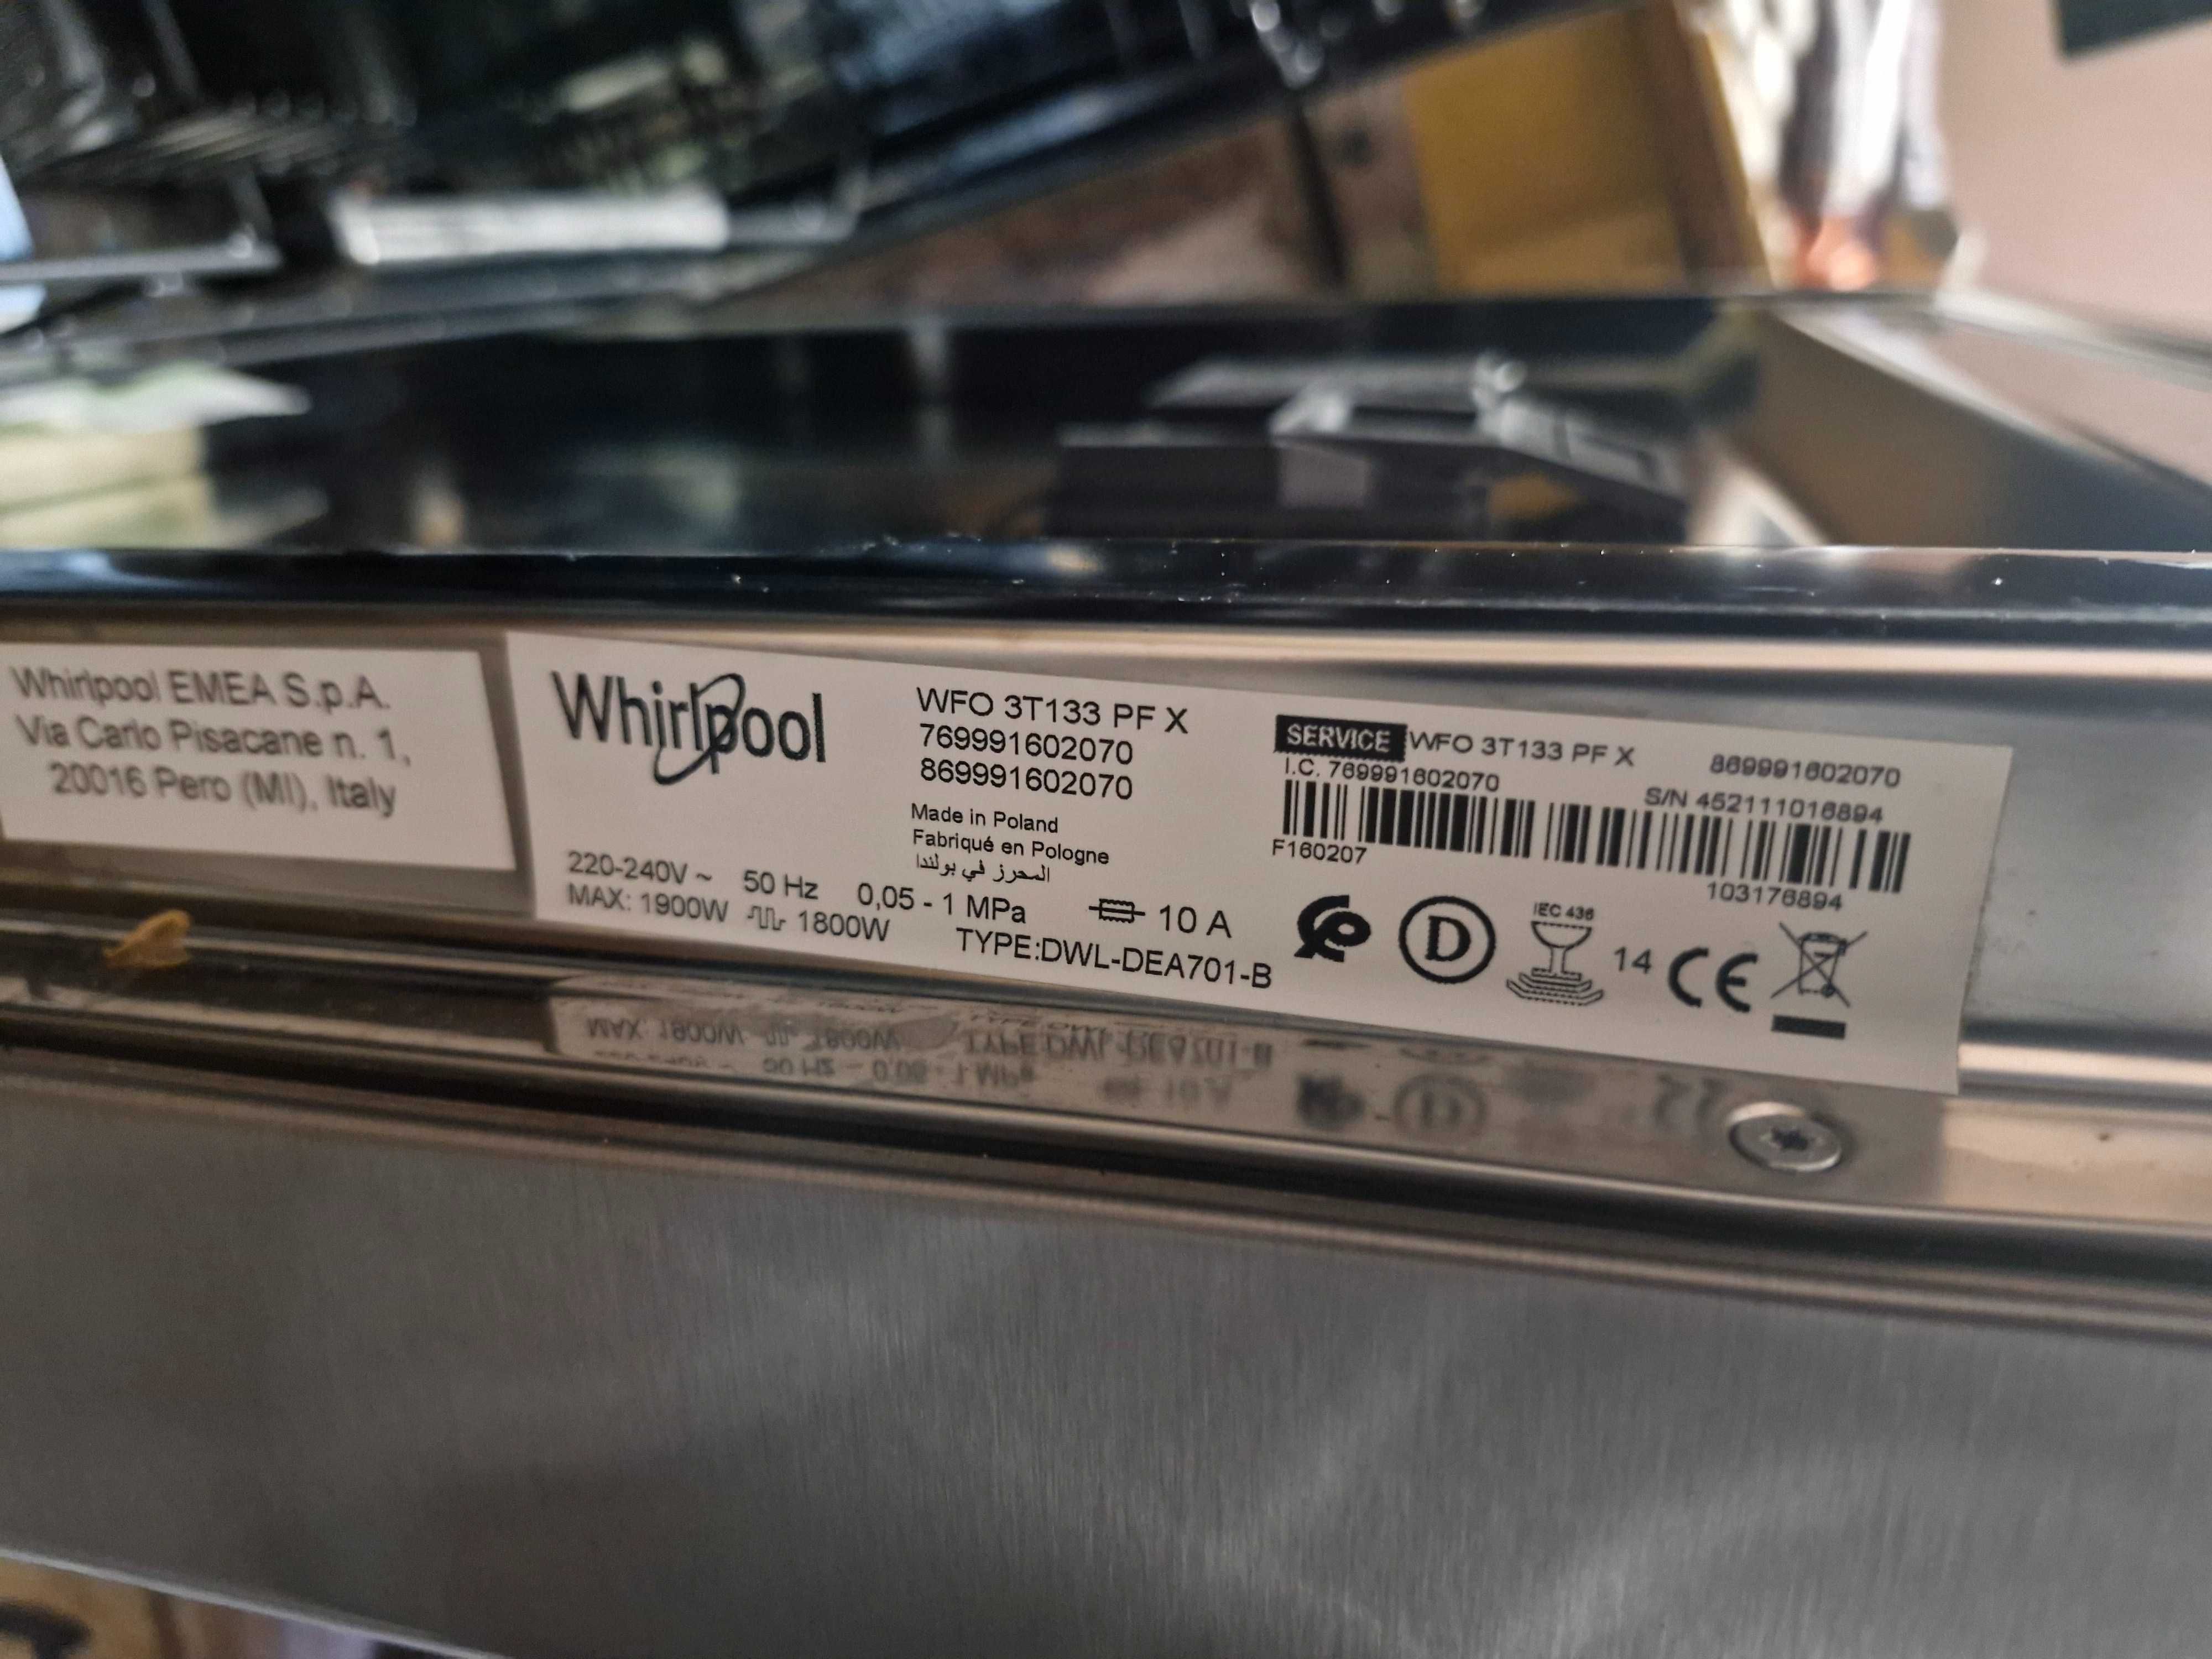 Whirlpool EMEA S.p.A.
Via Carlo Pisacane n. 1,
20016 Pero (MI), Italy
Whirlpool
WFO 3T133 PF X
769991602070
869991602070
Made in Poland
Fabriqué en Pologne
المحرز في بولندا
220-240V ~ 50 Hz 0,05 - 1 MPa 10 A
MAX: 1900W 1800W
TYPE:DWL-DEA701-B
SERVICE WFO 3T133 PF X 869991602070
I.C. 769991602070
S/N 452111016894
F160207
103176894
D
IEC 436
14
CE